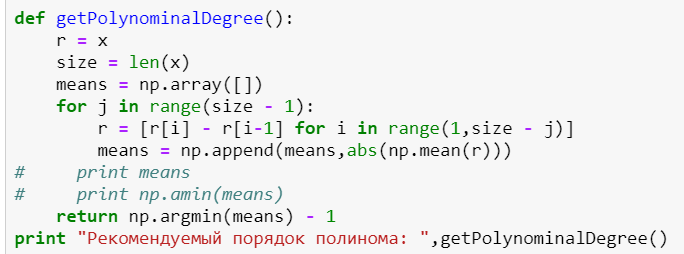 def getPolynominalDegree():
    r = x
    size = len(x)
    means = np.array([])
    for j in range(size - 1):
        r = [r[i] - r[i-1] for i in range(1,size - j)]
        means = np.append(means,abs(np.mean(r)))
#     print means
#     print np.amin(means)
    return np.argmin(means) - 1
print "Рекомендуемый порядок полинома: ",getPolynominalDegree()